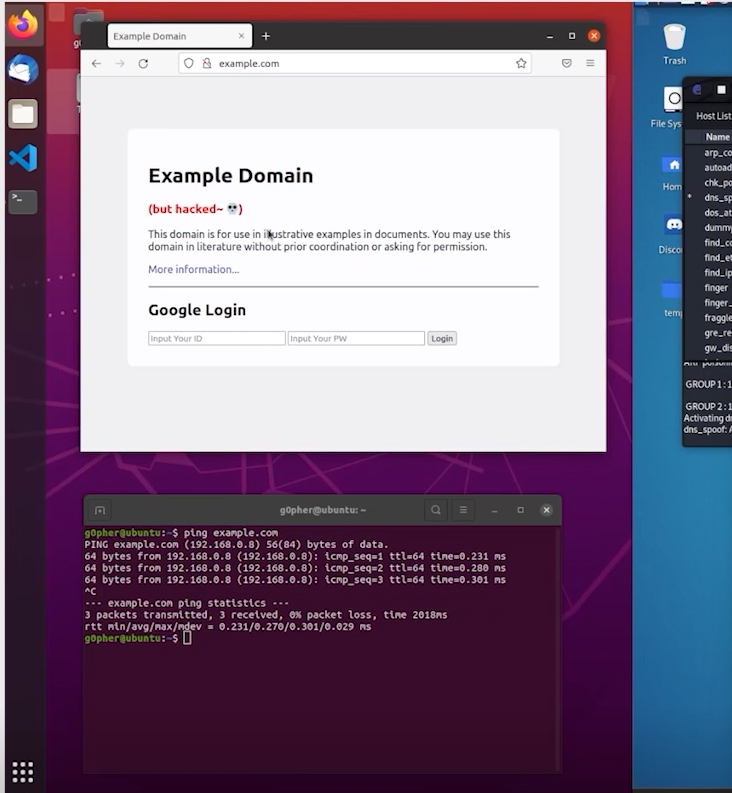 Example Domain
example.com
Example Domain
(but hacked~ 💀)
This domain is for use in illustrative examples in documents. You may use this
domain in literature without prior coordination or asking for permission.
More information...
Google Login
Input Your ID
Input Your PW
Login
g0pher@ubuntu: ~
g0pher@ubuntu:~$ ping example.com
PING example.com (192.168.0.8) 56(84) bytes of data.
64 bytes from 192.168.0.8 (192.168.0.8): icmp_seq=1 ttl=64 time=0.231 ms
64 bytes from 192.168.0.8 (192.168.0.8): icmp_seq=2 ttl=64 time=0.280 ms
64 bytes from 192.168.0.8 (192.168.0.8): icmp_seq=3 ttl=64 time=0.301 ms
^C
--- example.com ping statistics ---
3 packets transmitted, 3 received, 0% packet loss, time 2018ms
rtt min/avg/max/mdev = 0.231/0.270/0.301/0.029 ms
g0pher@ubuntu:~$
Trash
File Sys
Home
Disco
temp
Host List
Name
arp_co
autoad
chk_po
* dns_sp
dos_at
dummy
find_co
find_et
find_ip
finger
finger_
fraggle
gre_re
gw_dis
GROUP 1 : 1
GROUP 2 : 1
Activating dn
dns_spoof: A